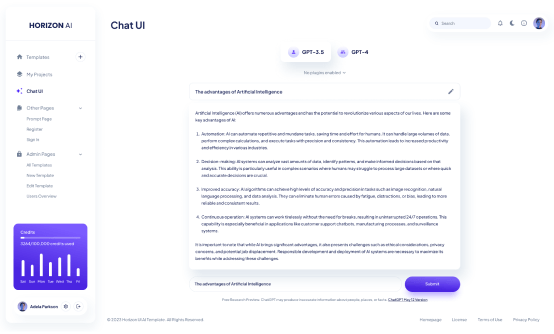 HORIZON AI
Templates
My Projects
Chat UI
Other Pages
Prompt Page
Register
Sign In
Admin Pages
All Templates
New Template
Edit Template
Users Overview
Credits
credits used
Sat Sun Mon Tue Wed Thu Fri
Adela Parkson
Chat UI
Search
GPT-3.5
GPT-4
No plugins enabled
The advantages of Artificial Intelligence
Artificial Intelligence (AI) offers numerous advantages and has the potential to revolutionize various aspects of our lives. Here are some
key advantages of AI:
1. Automation: AI can automate repetitive and mundane tasks, saving time and effort for humans. It can handle large volumes of data,
perform complex calculations, and execute tasks with precision and consistency. This automation leads to increased productivity
and efficiency in various industries.
2. Decision-making: AI systems can analyze vast amounts of data, identify patterns, and make informed decisions based on that
analysis. This ability is particularly useful in complex scenarios where humans may struggle to process large datasets or where quick
and accurate decisions are crucial.
3. Improved accuracy: AI algorithms can achieve high levels of accuracy and precision in tasks such as image recognition, natural
language processing, and data analysis. They can eliminate human errors caused by fatigue, distractions, or bias, leading to more
reliable and consistent results.
4. Continuous operation: AI systems can work tirelessly without the need for breaks, resulting in uninterrupted 24/7 operations. This
capability is especially beneficial in applications like customer support chatbots, manufacturing processes, and surveillance
systems.
It is important to note that while AI brings significant advantages, it also presents challenges such as ethical considerations, privacy
concerns, and potential job displacement. Responsible development and deployment of AI systems are necessary to maximize its
benefits while addressing these challenges.
The advantages of Artificial Intelligence
Submit
Free Research Preview. ChatGPT may produce inaccurate information about people, places, or facts. ChatGPT May 12 Version
© 2023 Horizon UI AI Template. All Rights Reserved.
Homepage License Terms of Use Privacy Policy